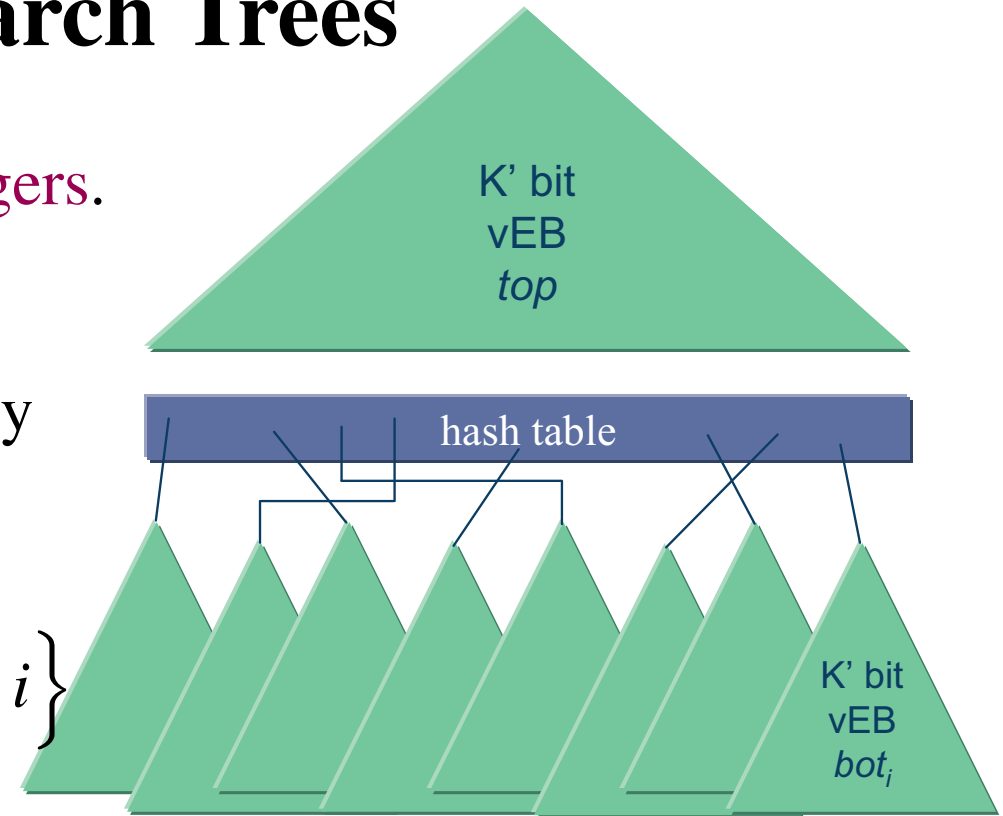 arch Trees
gers.
K’ bit
vEB
top
y
hash table
i}
K’ bit
vEB
botᵢ